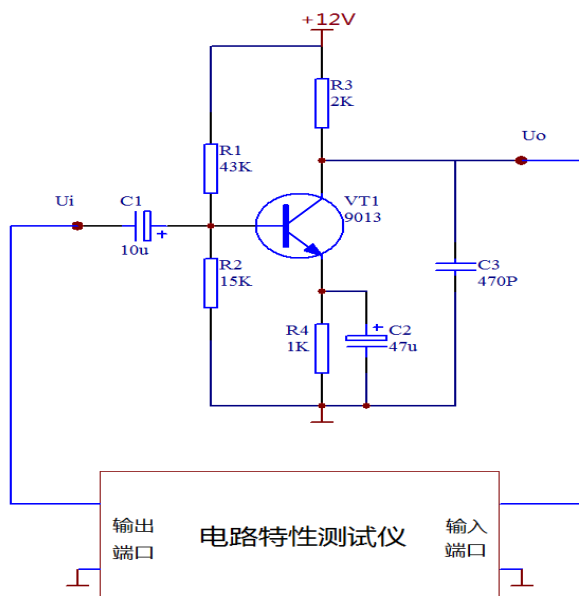 +12V
R3
2K
Uo
R1
43K
Ui
C1
VT1
9013
10u
+
R2
15K
C3
470P
R4
1K
+
C2
47u
输出
端口
电路特性测试仪
输入
端口